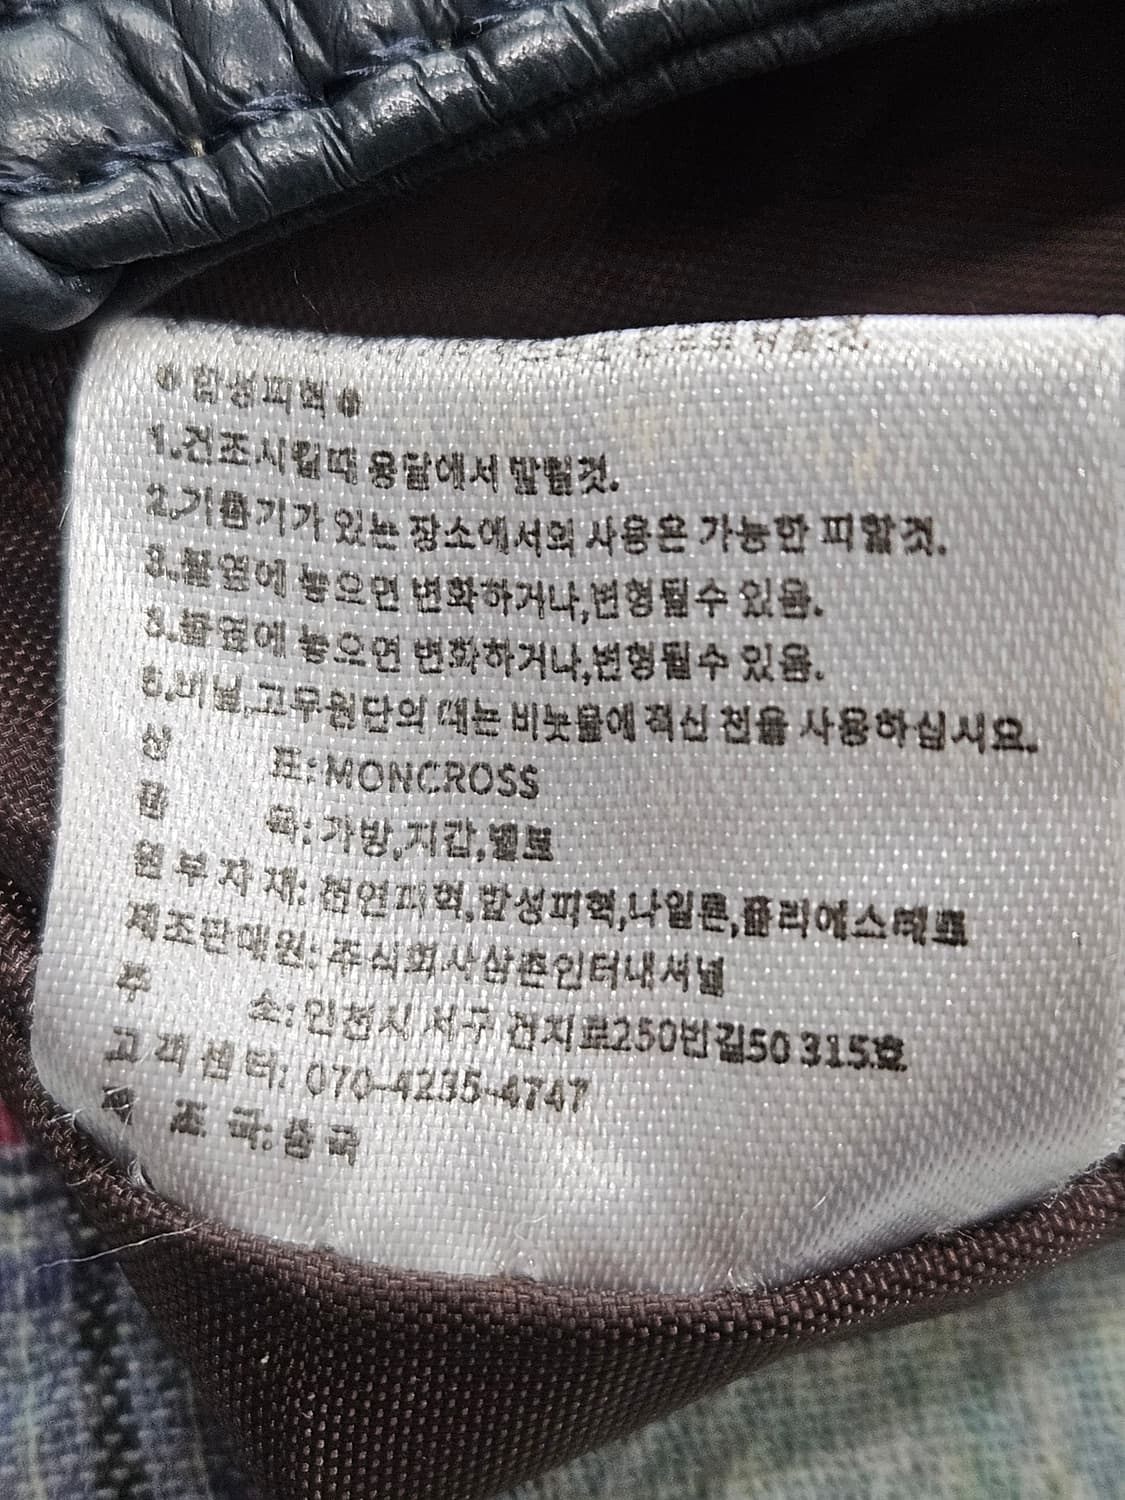 *합성피혁*
1.건조시킬때 응달에서 말릴것.
2.기름기가 있는 장소에서의 사용은 가능한 피할것.
3.불옆에 놓으면 변화하거나,변형될수 있음.
3.불옆에 놓으면 변화하거나,변형될수 있음.
5.비닐,고무원단의 때는 비눗물에 적신 천을 사용하십시요.
상 표: MONCROSS
품 목: 가방,지갑,벨트
원부자재: 천연피혁,합성피혁,나일론,폴리에스테르
제조판매원: 주식회사삼흔인터내셔널
주 소: 인천시 서구 건지로250번길50 315호
고객센터: 070-4235-4747
제 조 국: 중국